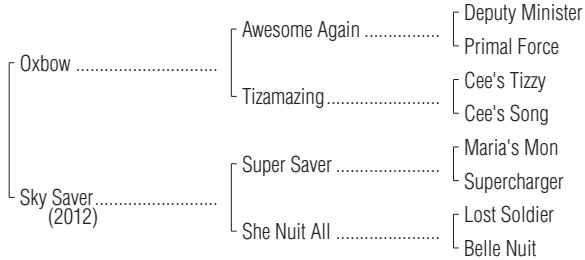 Deputy Minister
Awesome Again ..................
Primal Force
Oxbow ..................................
Cee's Tizzy
Tizamazing ...........................
Cee's Song
Maria's Mon
Super Saver .........................
Supercharger
Sky Saver .............................
(2012)
Lost Soldier
She Nuit All .........................
Belle Nuit